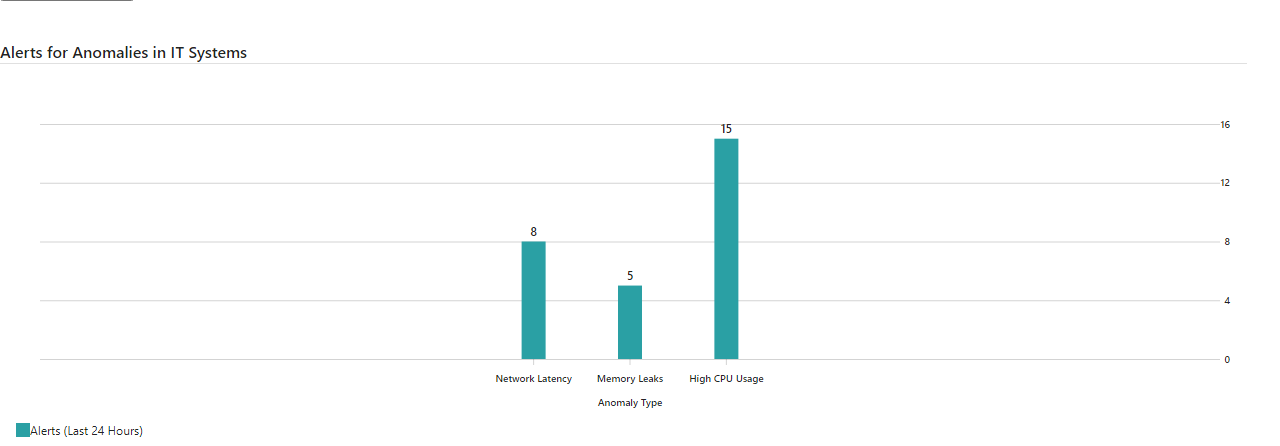 Alerts for Anomalies in IT Systems
15
16
12
8
8
5
4
0
Network Latency Memory Leaks High CPU Usage
Anomaly Type
Alerts (Last 24 Hours)